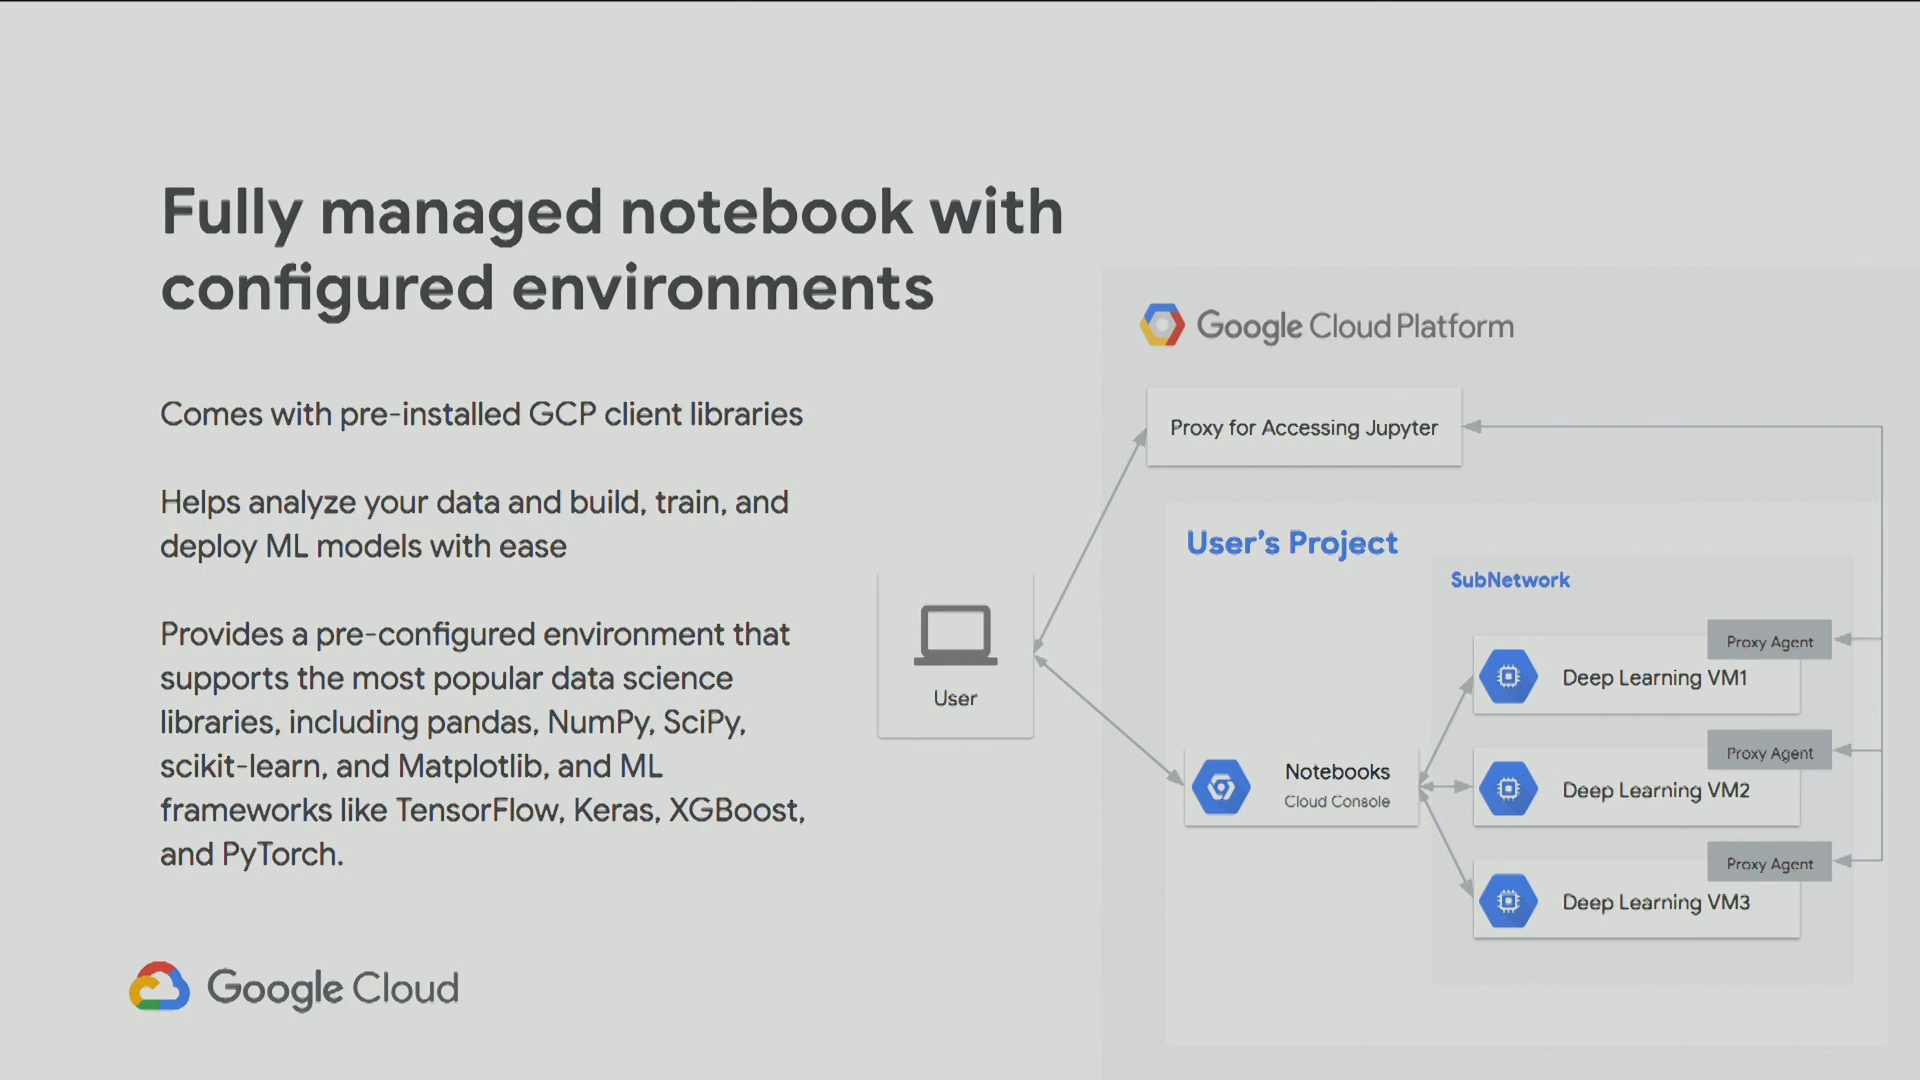 Fully managed notebook with
configured environments
Comes with pre-installed GCP client libraries
Helps analyze your data and build, train, and
deploy ML models with ease
Provides a pre-configured environment that
supports the most popular data science
libraries, including pandas, NumPy, SciPy,
scikit-learn, and Matplotlib, and ML
frameworks like TensorFlow, Keras, XGBoost,
and PyTorch.
Google Cloud
Google Cloud Platform
Proxy for Accessing Jupyter
User's Project
SubNetwork
User
Notebooks
Cloud Console
Proxy Agent
Deep Learning VM1
Proxy Agent
Deep Learning VM2
Proxy Agent
Deep Learning VM3